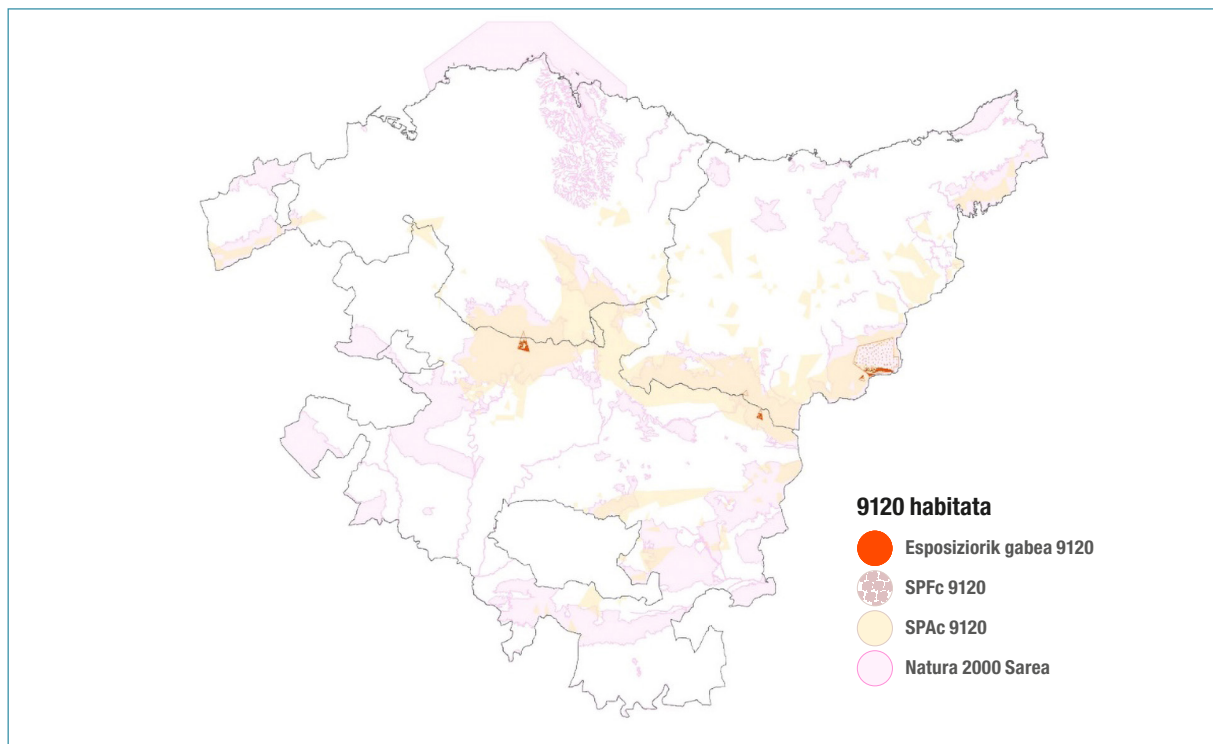 9120 habitata
Esposiziorik gabea 9120
SPFc 9120
SPAc 9120
Natura 2000 Sarea